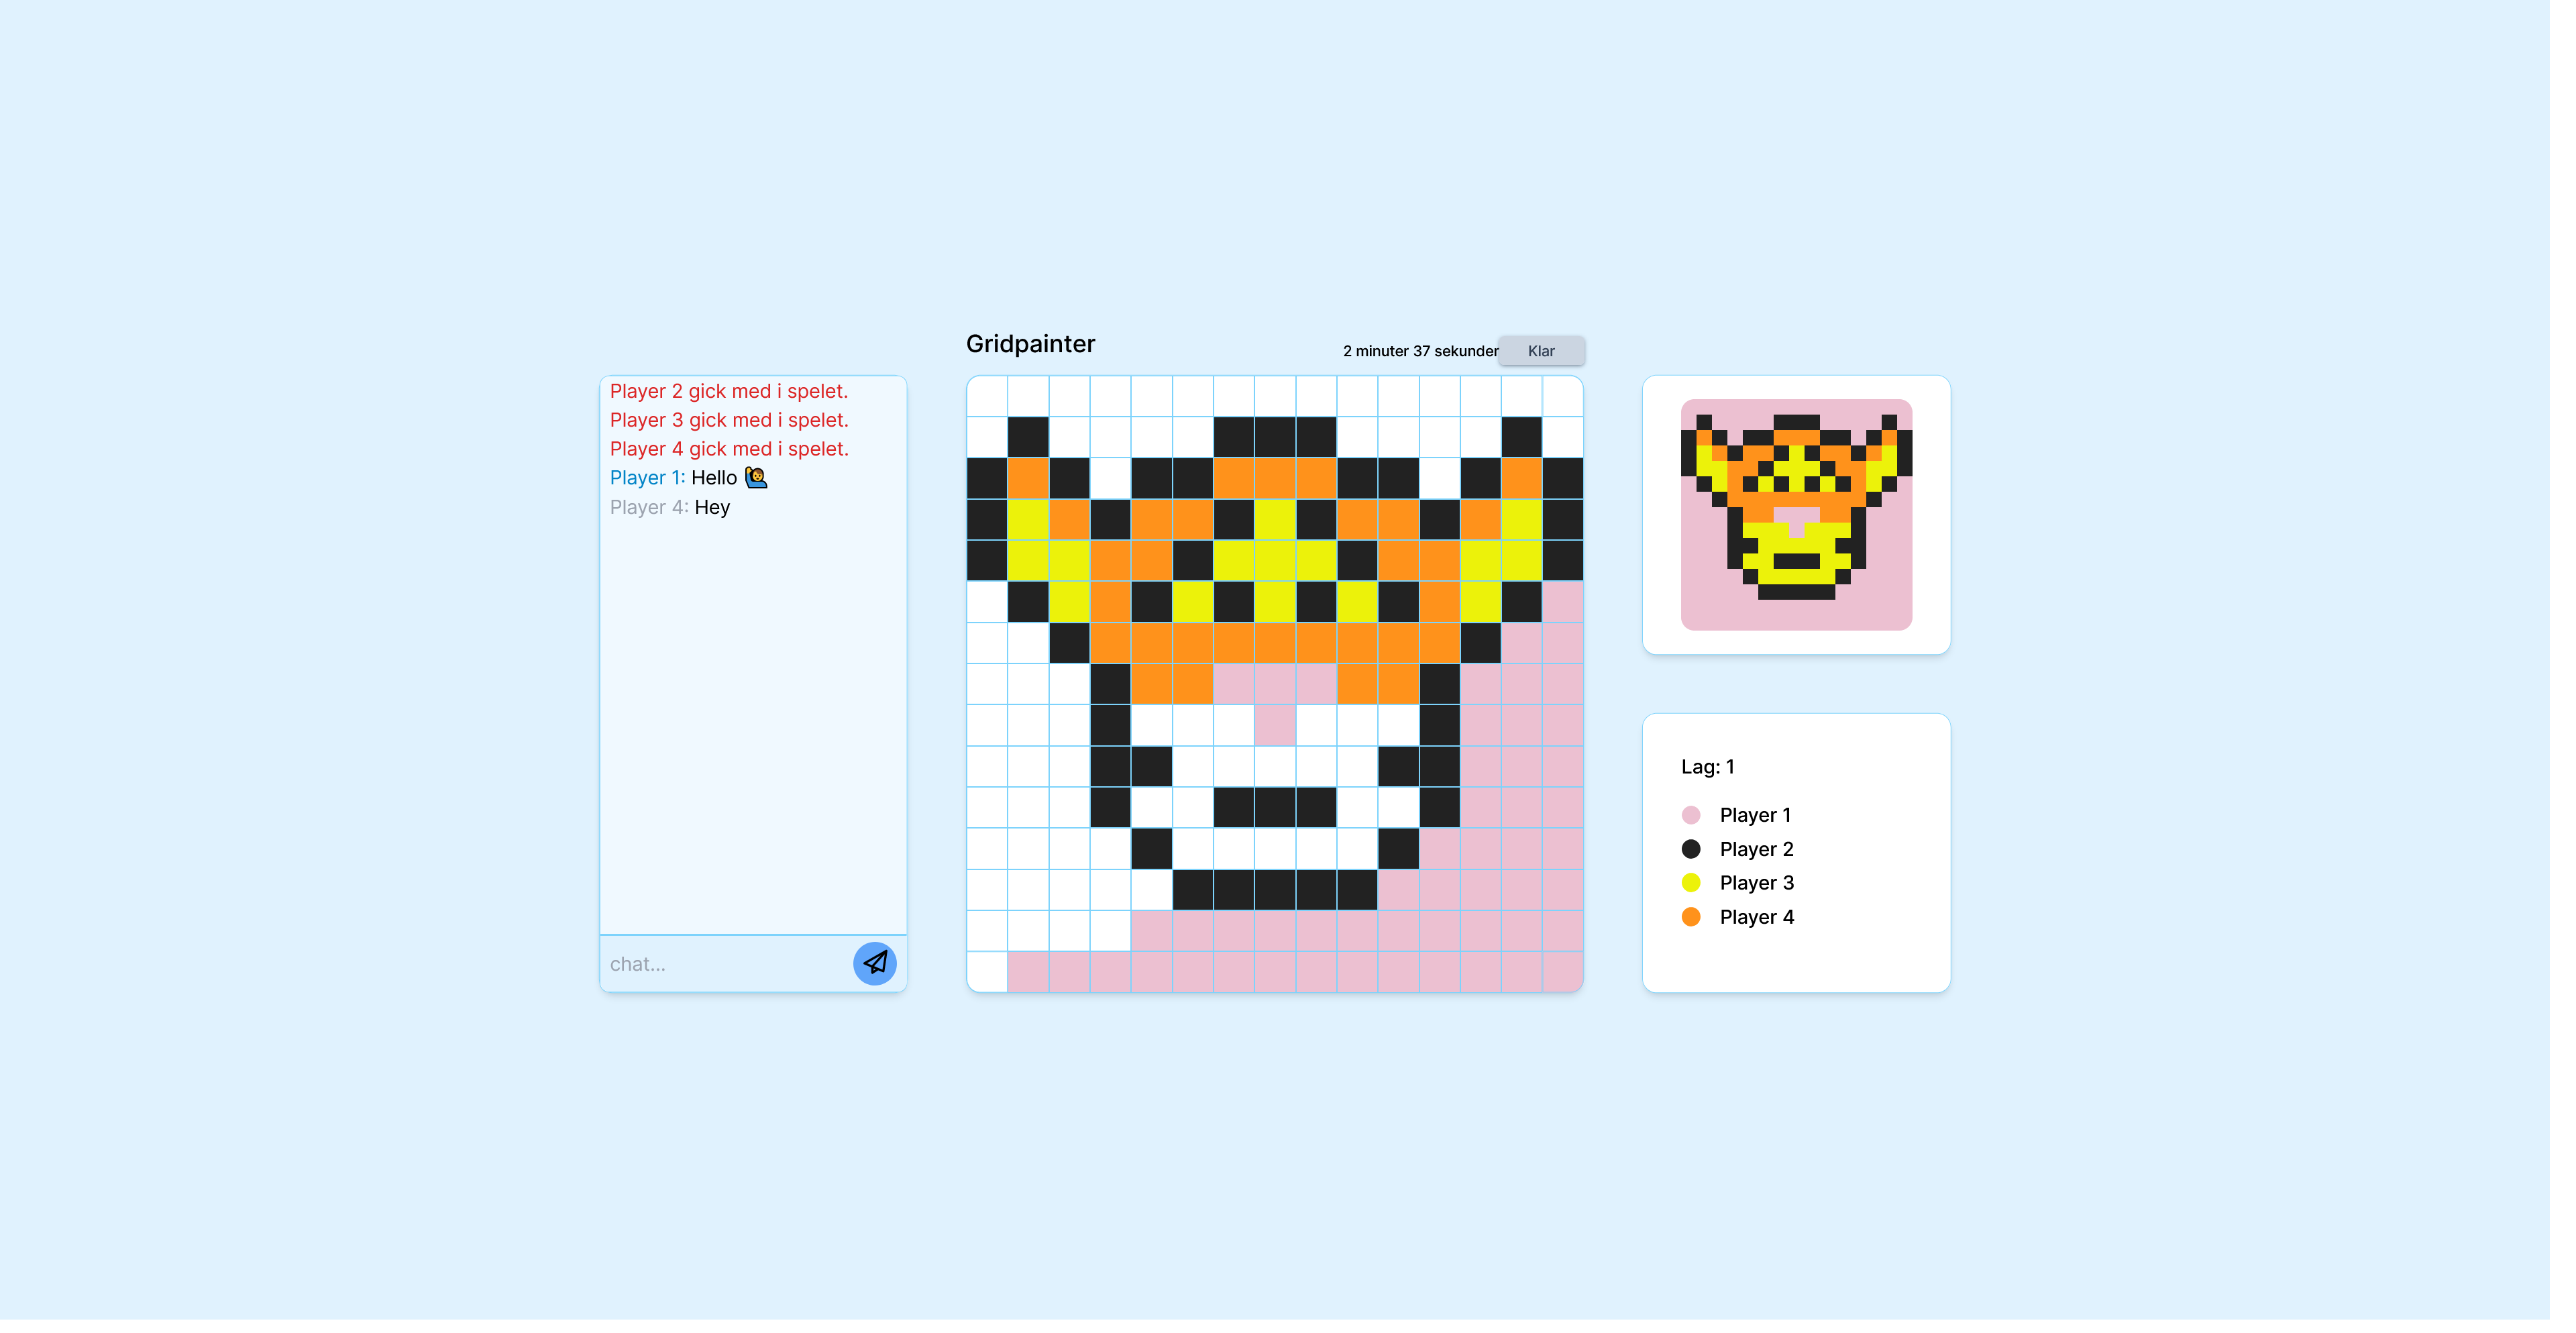 Gridpainter
2 minuter 37 sekunder
Klar
Player 2 gick med i spelet.
Player 3 gick med i spelet.
Player 4 gick med i spelet.
Player 1: Hello 🙋‍♂️
Player 4: Hey
chat...
Lag: 1
Player 1
Player 2
Player 3
Player 4